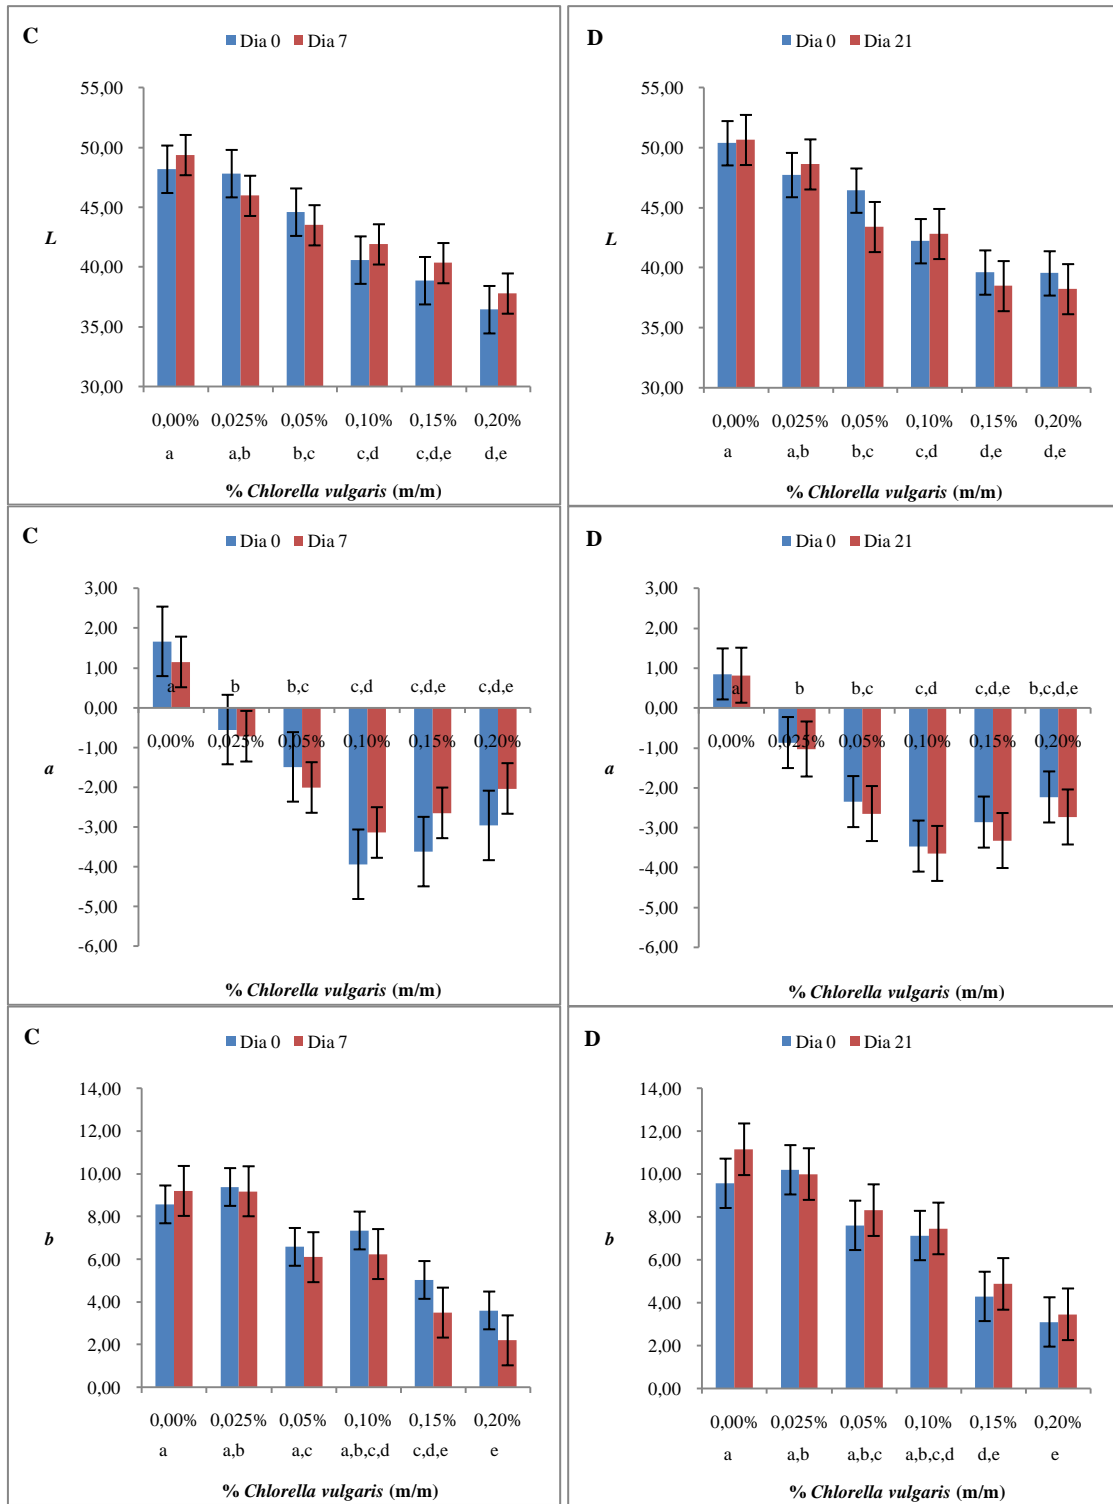 C
Dia 0 Dia 7
55,00
50,00
45,00
L
40,00
35,00
30,00
0,00% 0,025% 0,05% 0,10% 0,15% 0,20%
a a,b b,c c,d c,d,e d,e
% Chlorella vulgaris (m/m)
D
Dia 0 Dia 21
55,00
50,00
45,00
L
40,00
35,00
30,00
0,00% 0,025% 0,05% 0,10% 0,15% 0,20%
a a,b b,c c,d d,e d,e
% Chlorella vulgaris (m/m)
C
Dia 0 Dia 7
3,00
2,00
1,00
a b b,c c,d c,d,e c,d,e
0,00
0,00% 0,025% 0,05% 0,10% 0,15% 0,20%
-1,00
a
-2,00
-3,00
-4,00
-5,00
-6,00
% Chlorella vulgaris (m/m)
D
Dia 0 Dia 21
3,00
2,00
1,00
a b b,c c,d c,d,e b,c,d,e
0,00
0,00% 0,025% 0,05% 0,10% 0,15% 0,20%
-1,00
a
-2,00
-3,00
-4,00
-5,00
-6,00
% Chlorella vulgaris (m/m)
C
Dia 0 Dia 7
14,00
12,00
10,00
8,00
b
6,00
4,00
2,00
0,00
0,00% 0,025% 0,05% 0,10% 0,15% 0,20%
a a,b a,c a,b,c,d c,d,e e
% Chlorella vulgaris (m/m)
D
Dia 0 Dia 21
14,00
12,00
10,00
8,00
b
6,00
4,00
2,00
0,00
0,00% 0,025% 0,05% 0,10% 0,15% 0,20%
a a,b a,b,c a,b,c,d d,e e
% Chlorella vulgaris (m/m)